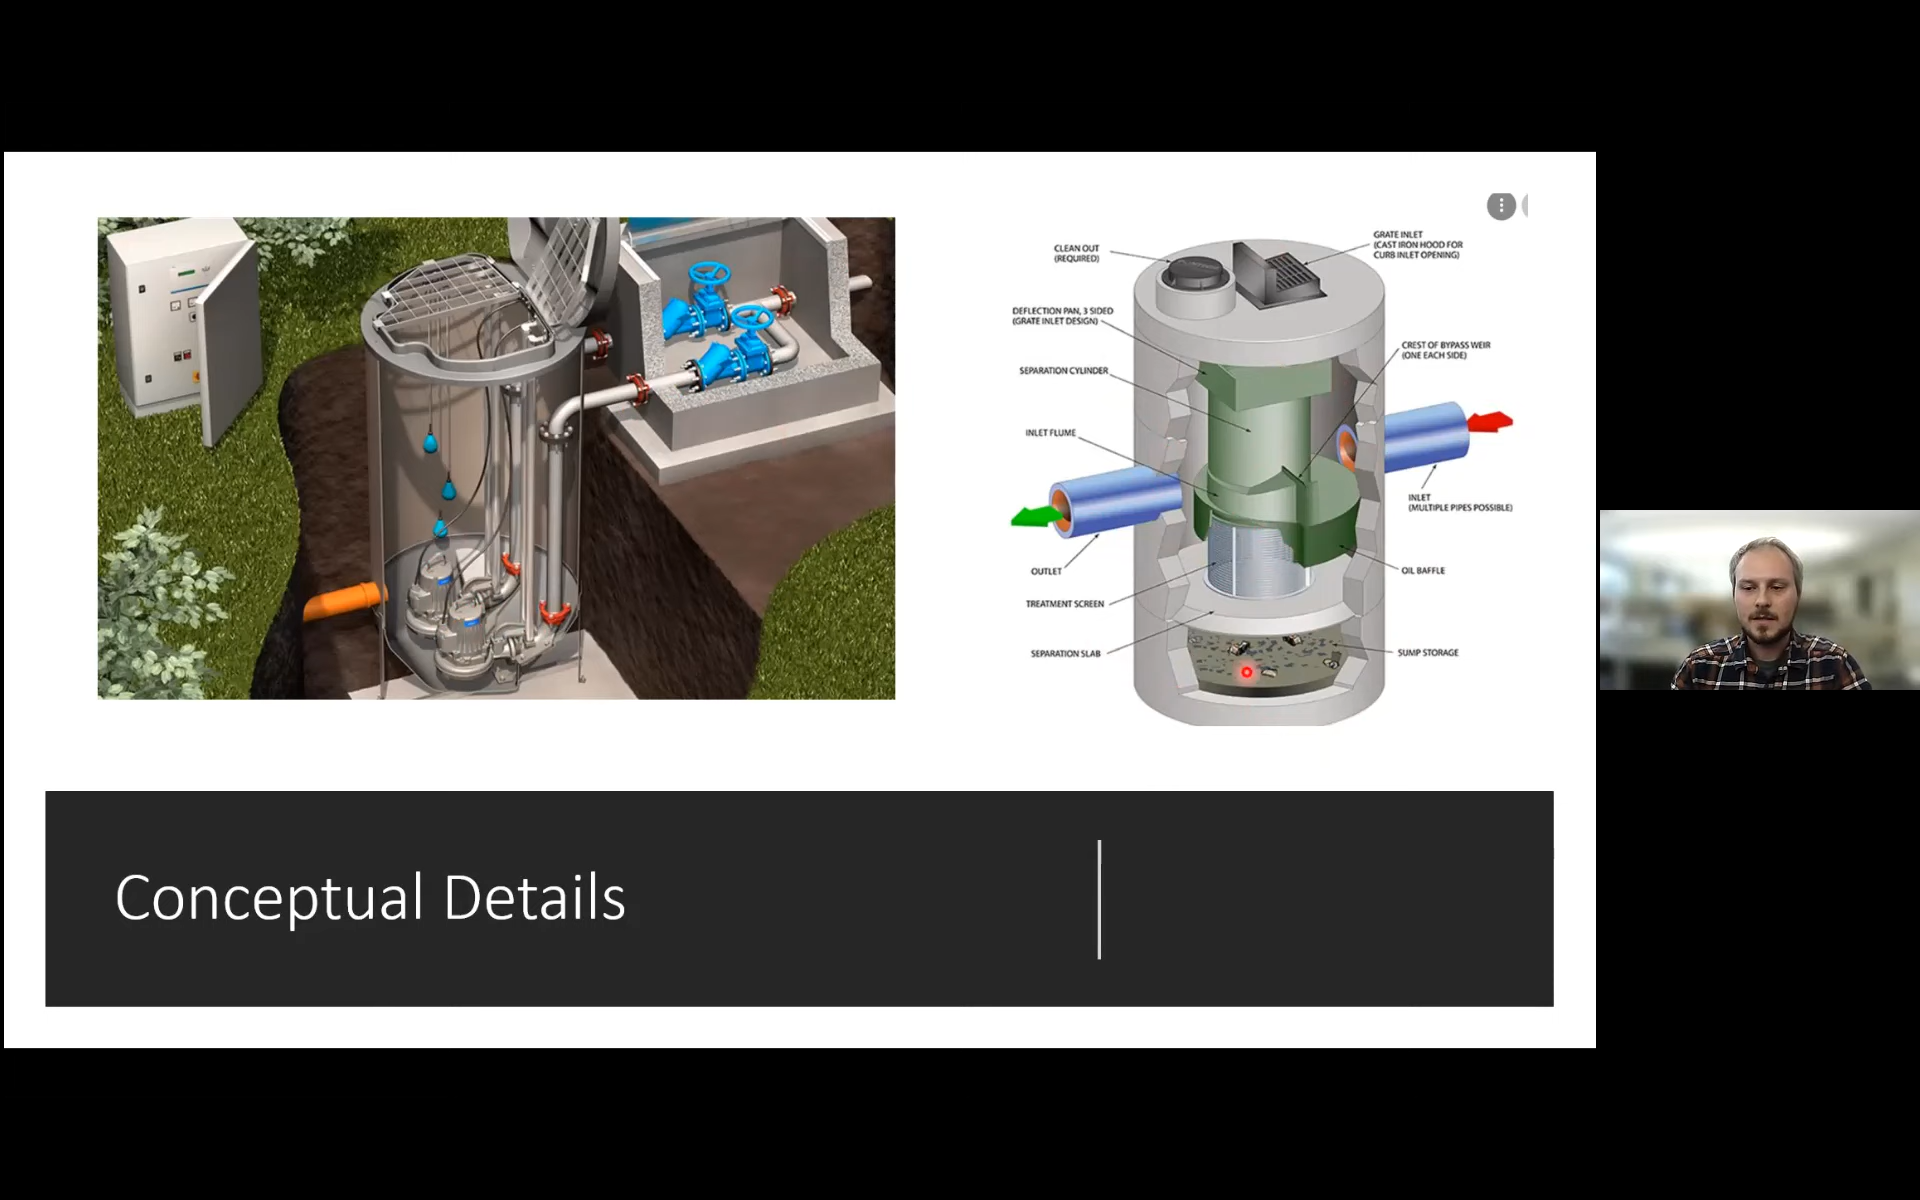 CLEAN OUT
(REQUIRED)
GRATE INLET
(CAST IRON HOOD FOR
CURB INLET OPENING)
DEFLECTION PAN, 3 SIDED
(GRATE INLET DESIGN)
CREST OF BYPASS WEIR
(ONE EACH SIDE)
SEPARATION CYLINDER
INLET FLUME
INLET
(MULTIPLE PIPES POSSIBLE)
OUTLET
OIL BAFFLE
TREATMENT SCREEN
SEPARATION SLAB
SUMP STORAGE
Conceptual Details